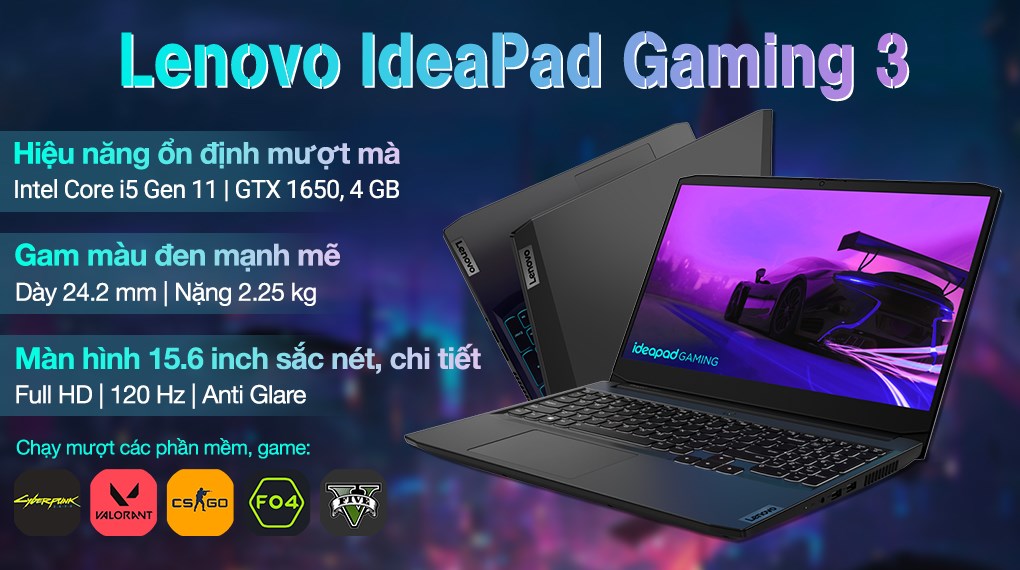 Lenovo IdeaPad Gaming 3
Hiệu năng ổn định mượt mà
Intel Core i5 Gen 11 | GTX 1650, 4 GB
Gam màu đen mạnh mẽ
Dày 24.2 mm | Nặng 2.25 kg
Màn hình 15.6 inch sắc nét, chi tiết
Full HD | 120 Hz | Anti Glare
Chạy mượt các phần mềm, game:
Cyberpunk
VALORANT
CS GO
FO4
V
FIVE
Lenovo
Lenovo
ideapad GAMING
Lenovo